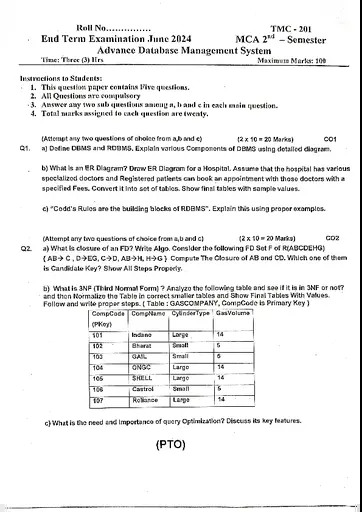 Roll No...............
TMC - 201
End Term Examination June 2024
MCA 2nd – Semester
Advance Database Management System
Time: Three (3) Hrs
Maximum Marks: 100
Instructions to Students:
1. This question paper contains Five questions.
2. All Questions are compulsory
3. Answer any two sub questions among a, b and c in each main question.
4. Total marks assigned to each question are twenty.
(Attempt any two questions of choice from a,b and c) (2 x 10 = 20 Marks) CO1
Q1. a) Define DBMS and RDBMS. Explain various Components of DBMS using detailed diagram.
b) What is an ER Diagram? Draw ER Diagram for a Hospital. Assume that the hospital has various
specialized doctors and Registered patients can book an appointment with those doctors with a
specified Fees. Convert it into set of tables. Show final tables with sample values.
c) "Codd's Rules are the building blocks of RDBMS". Explain this using proper examples.
(Attempt any two questions of choice from a,b and c) (2 x 10 = 20 Marks) CO2
Q2. a) What is closure of an FD? Write Algo. Consider the following FD Set F of R(ABCDEHG)
{ AB→ C , D→EG, C→D, AB→H, H→G } Compute The Closure of AB and CD. Which one of them
is Candidate Key? Show All Steps Properly.
b) What is 3NF (Third Normal Form) ? Analyze the following table and see if it is in 3NF or not?
and then Normalize the Table in correct smaller tables and Show Final Tables With Values.
Follow and write proper steps. ( Table : GASCOMPANY, CompCode is Primary Key )
CompCode (PKey) CompName CylinderType GasVolume
101 Indane Large 14
102 Bharat Small 5
103 GAIL Small 5
104 ONGC Large 14
105 SHELL Large 14
106 Castrol Small 5
107 Reliance Large 14
c) What is the need and Importance of query Optimization? Discuss its key features.
(PTO)